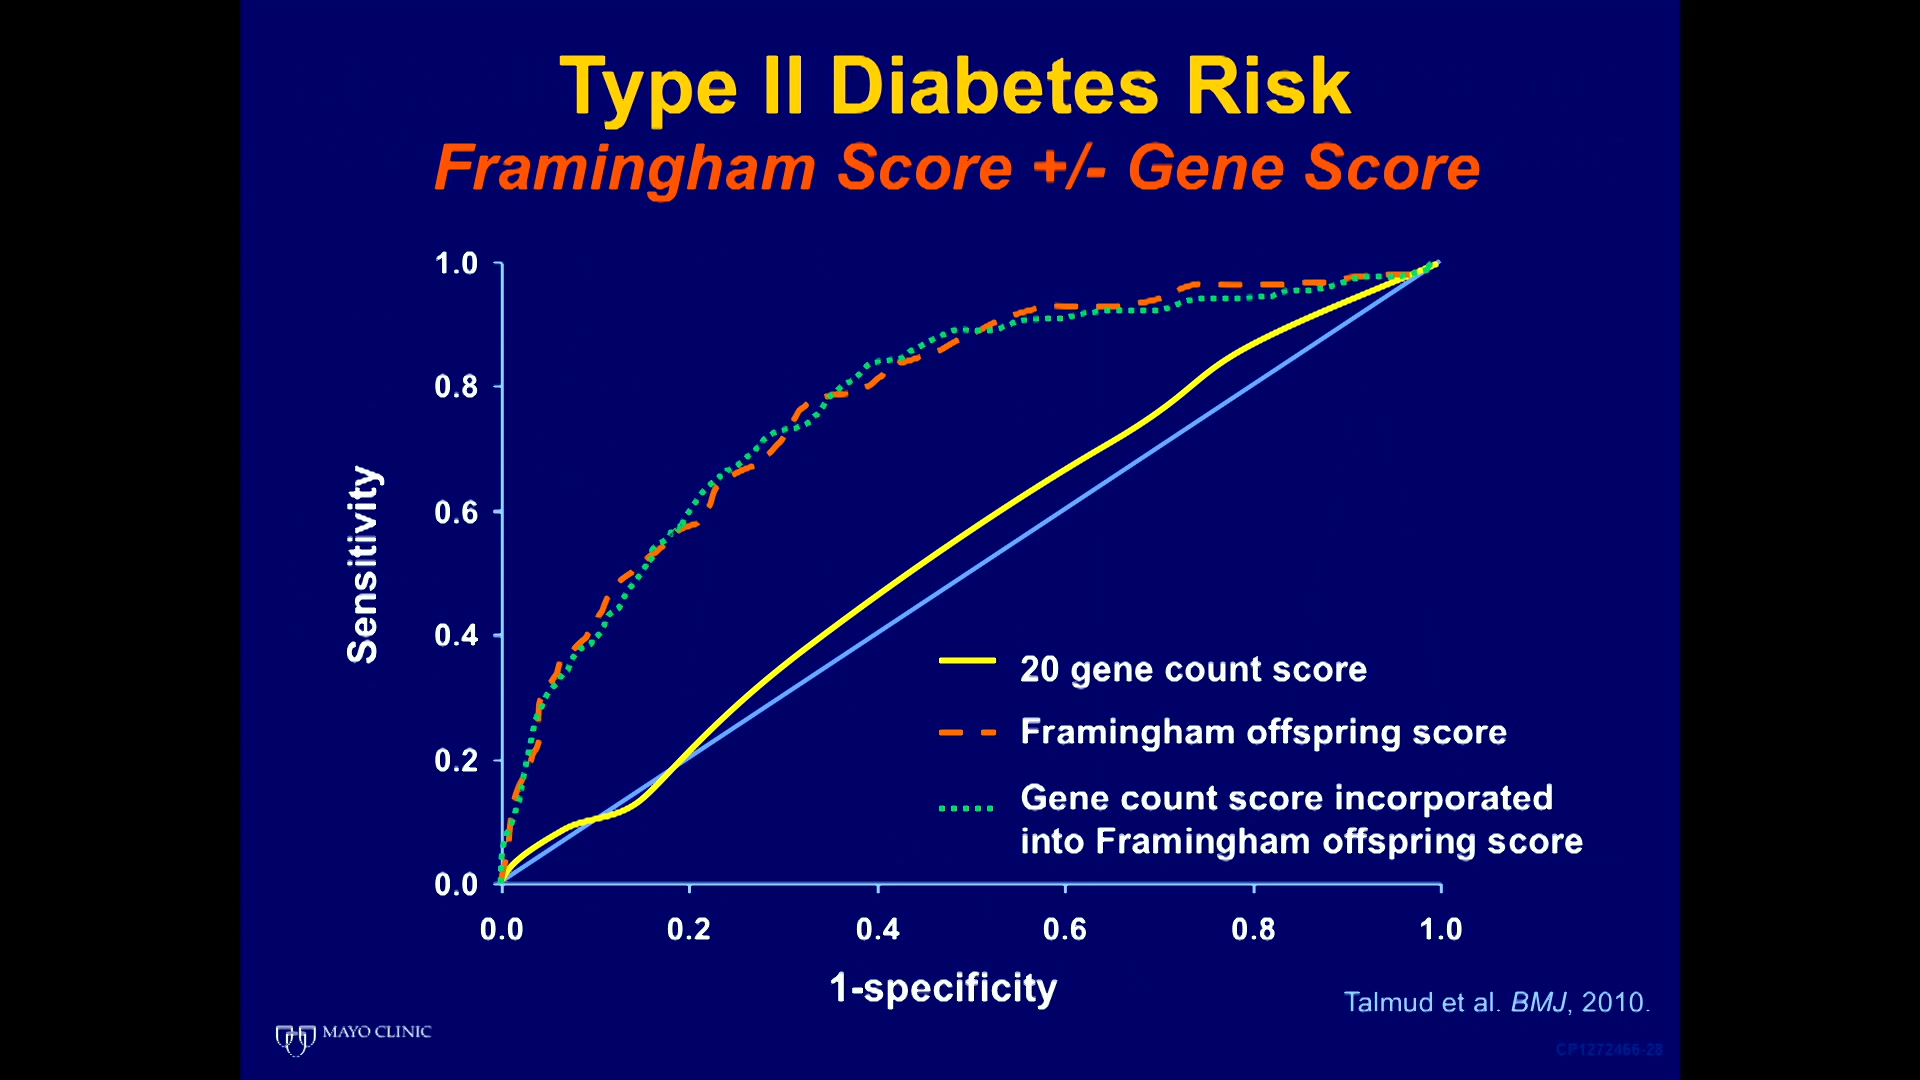 Type II Diabetes Risk
Framingham Score +/- Gene Score
1.0
0.8
0.6
0.4
0.2
0.0
Sensitivity
20 gene count score
Framingham offspring score
Gene count score incorporated
into Framingham offspring score
0.0 0.2 0.4 0.6 0.8 1.0
1-specificity
Talmud et al. BMJ, 2010.
MAYO CLINIC
CP1272466-28